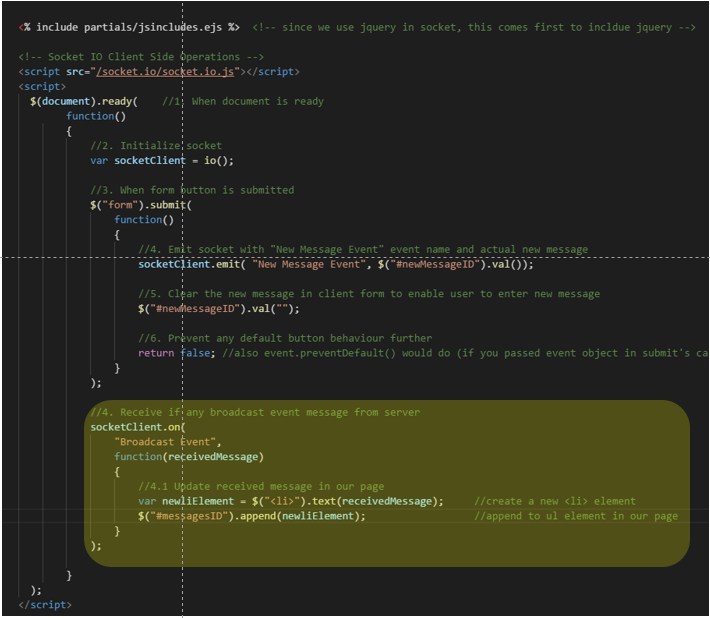 <% include partials/jsincludes.ejs %>  <!-- since we use jquery in socket, this comes first to incldue jquery -->
<!-- Socket IO Client Side Operations -->
<script src="/socket.io/socket.io.js"></script>
<script>
$(document).ready(    //1. When document is ready
function()
{
//2. Initialize socket
var socketClient = io();
//3. When form button is submitted
$("form").submit(
function()
{
//4. Emit socket with "New Message Event" event name and actual new message
socketClient.emit( "New Message Event", $("#newMessageID").val());
//5. Clear the new message in client form to enable user to enter new message
$("#newMessageID").val("");
//6. Prevent any default button behaviour further
return false; //also event.preventDefault() would do (if you passed event object in submit's ca
}
);
//4. Receive if any broadcast event message from server
socketClient.on(
"Broadcast Event",
function(receivedMessage)
{
//4.1 Update received message in our page
var newliElement = $("<li>").text(receivedMessage);     //create a new <li> element
$("#messagesID").append(newliElement);                  //append to ul element in our page
}
);
}
);
</script>